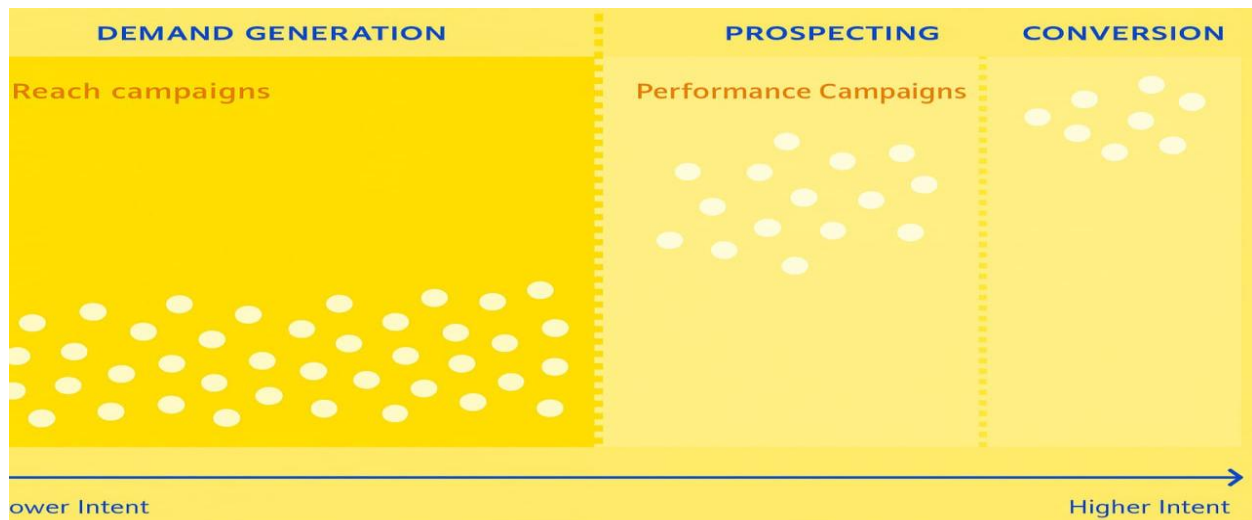 DEMAND GENERATION
PROSPECTING
CONVERSION
Reach campaigns
Performance Campaigns
ower Intent
Higher Intent